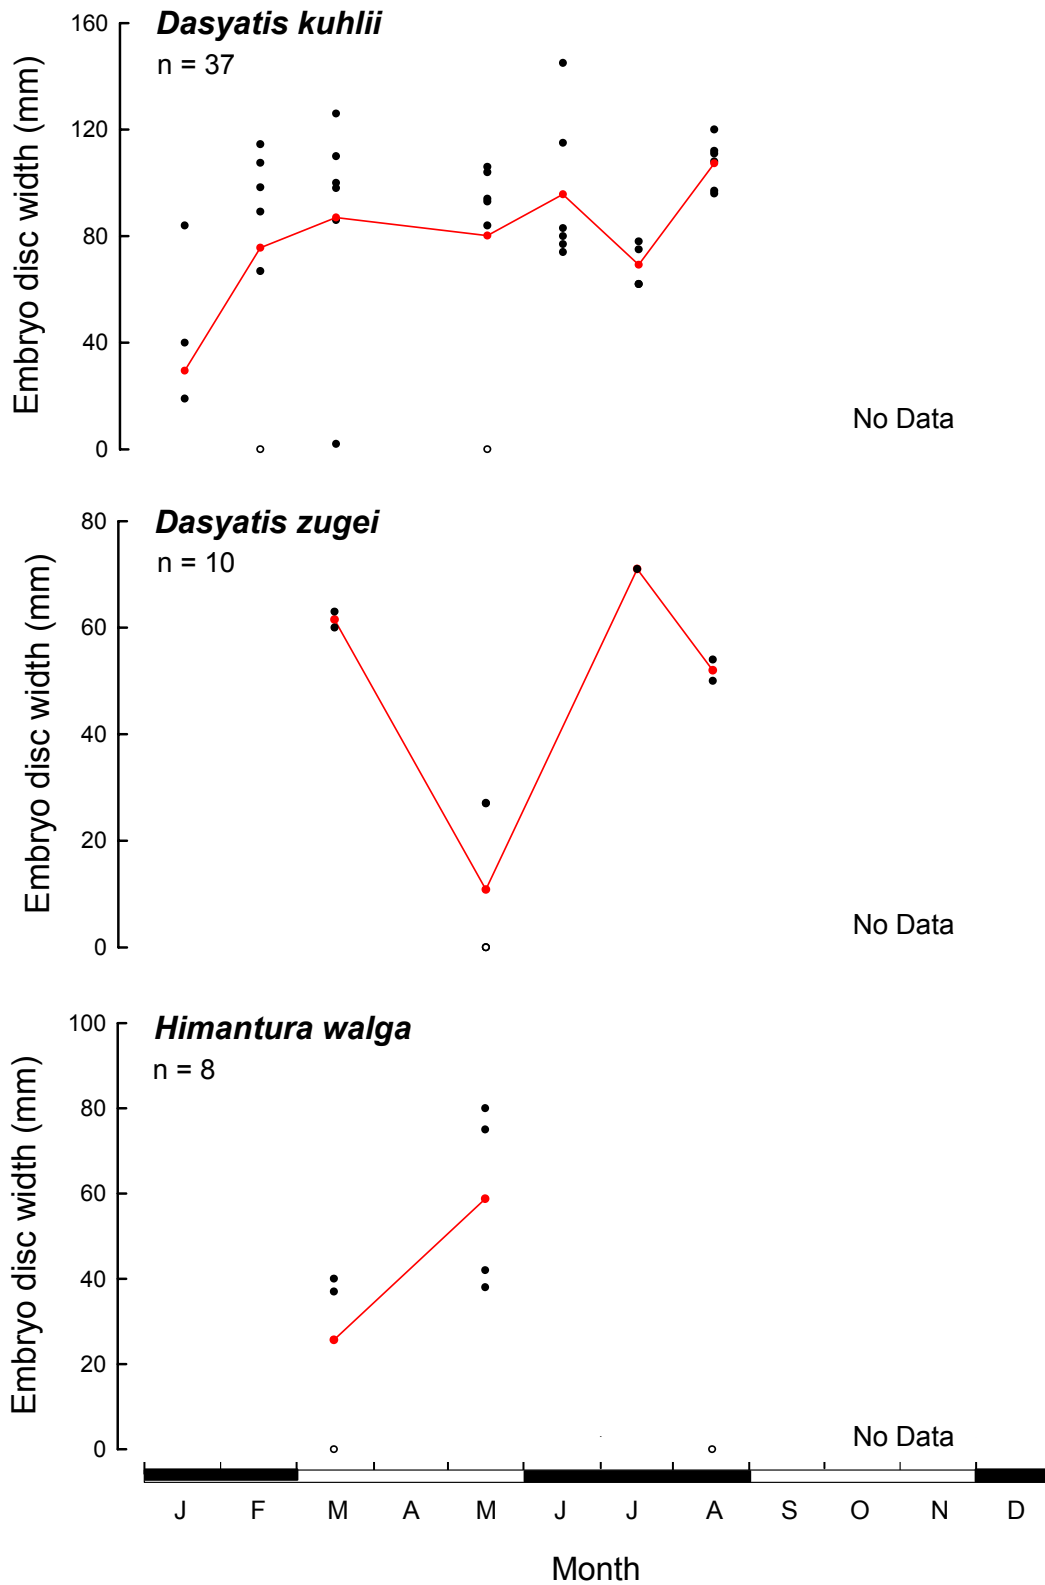 Dasyatis kuhlii
n = 37
Embryo disc width (mm)
160
120
80
40
0
No Data
Dasyatis zugei
n = 10
Embryo disc width (mm)
80
60
40
20
0
No Data
Himantura walga
n = 8
Embryo disc width (mm)
100
80
60
40
20
0
No Data
J F M A M J J A S O N D
Month